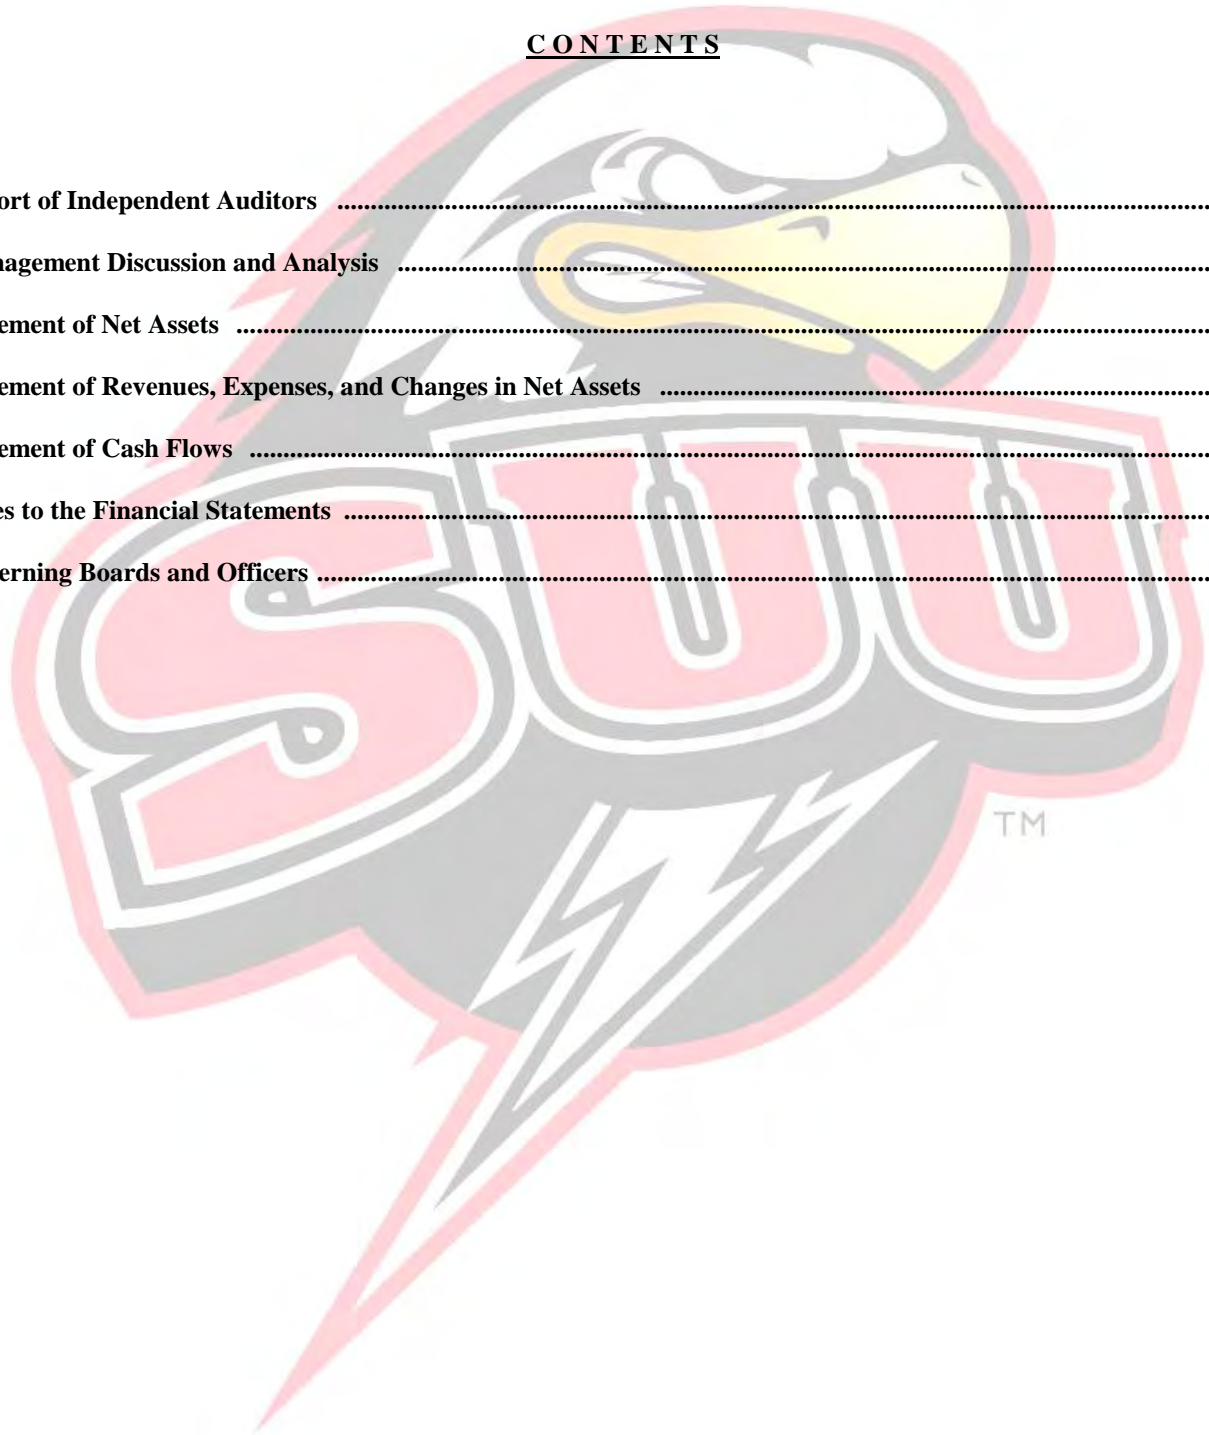 CONTENTS
ort of Independent Auditors ........................................................................................................................
nagement Discussion and Analysis ........................................................................................................................
ement of Net Assets ........................................................................................................................
ement of Revenues, Expenses, and Changes in Net Assets ........................................................................................................................
ement of Cash Flows ........................................................................................................................
es to the Financial Statements ........................................................................................................................
erning Boards and Officers ........................................................................................................................
SUU
TM